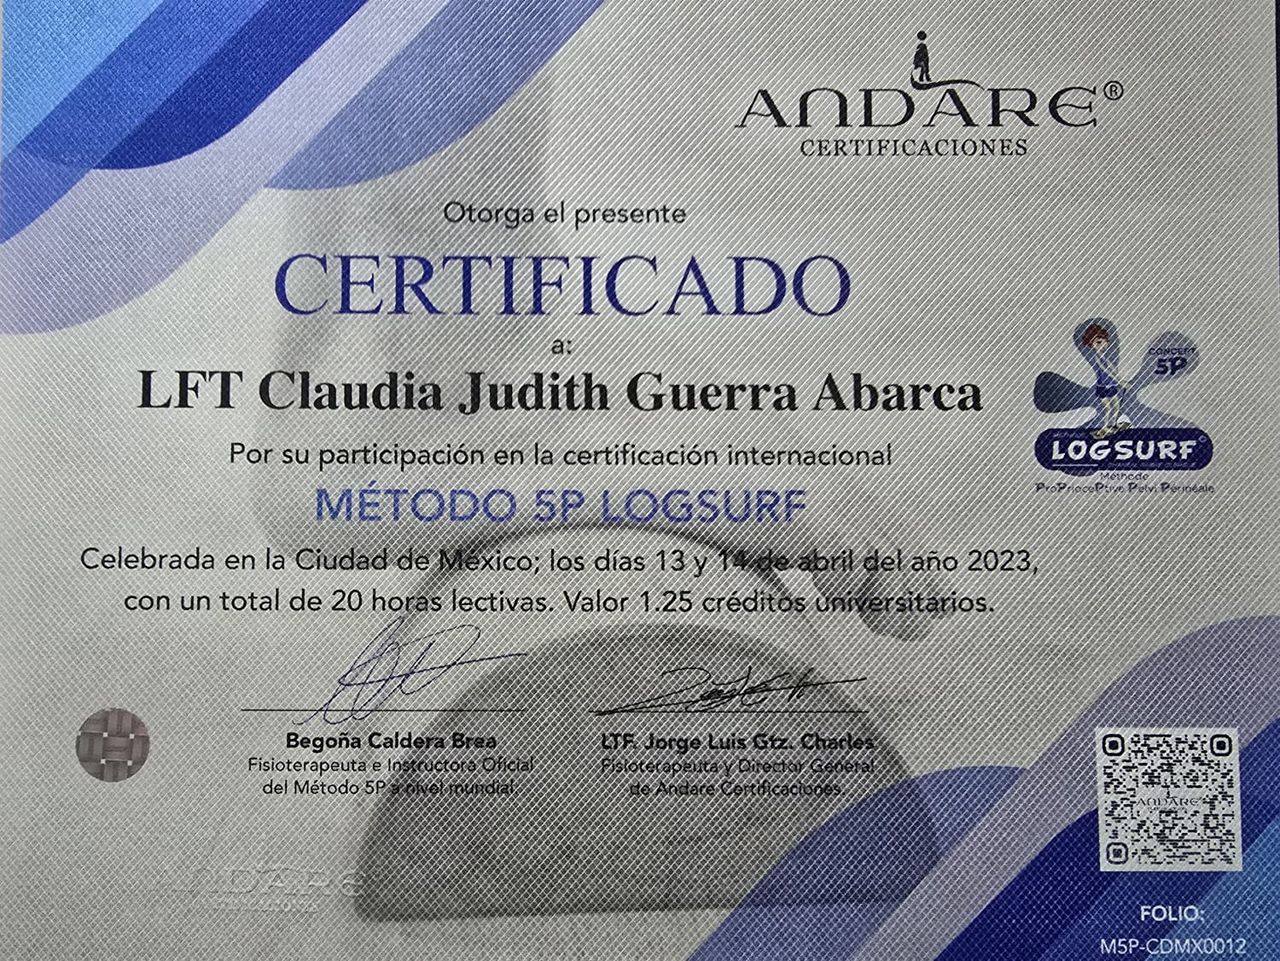 ANDARE®
CERTIFICACIONES
Otorga el presente
CERTIFICADO
a:
LFT Claudia Judith Guerra Abarca
Por su participación en la certificación internacional
MÉTODO 5P LOGSURF
Celebrada en la Ciudad de México; los días 13 y 14 de abril del año 2023,
con un total de 20 horas lectivas. Valor 1.25 créditos universitarios.
CONCEPT
5P
LOGSURF
Méthode
ProPriocePtive Pelvi Périnéale
Begoña Caldera Brea
Fisioterapeuta e Instructora Oficial
del Método 5P a nivel mundial.
LTF. Jorge Luis Gtz. Charles
Fisioterapeuta y Director General
de Andare Certificaciones.
ANDARE
ANDARE
FOLIO:
M5P-CDMX0012